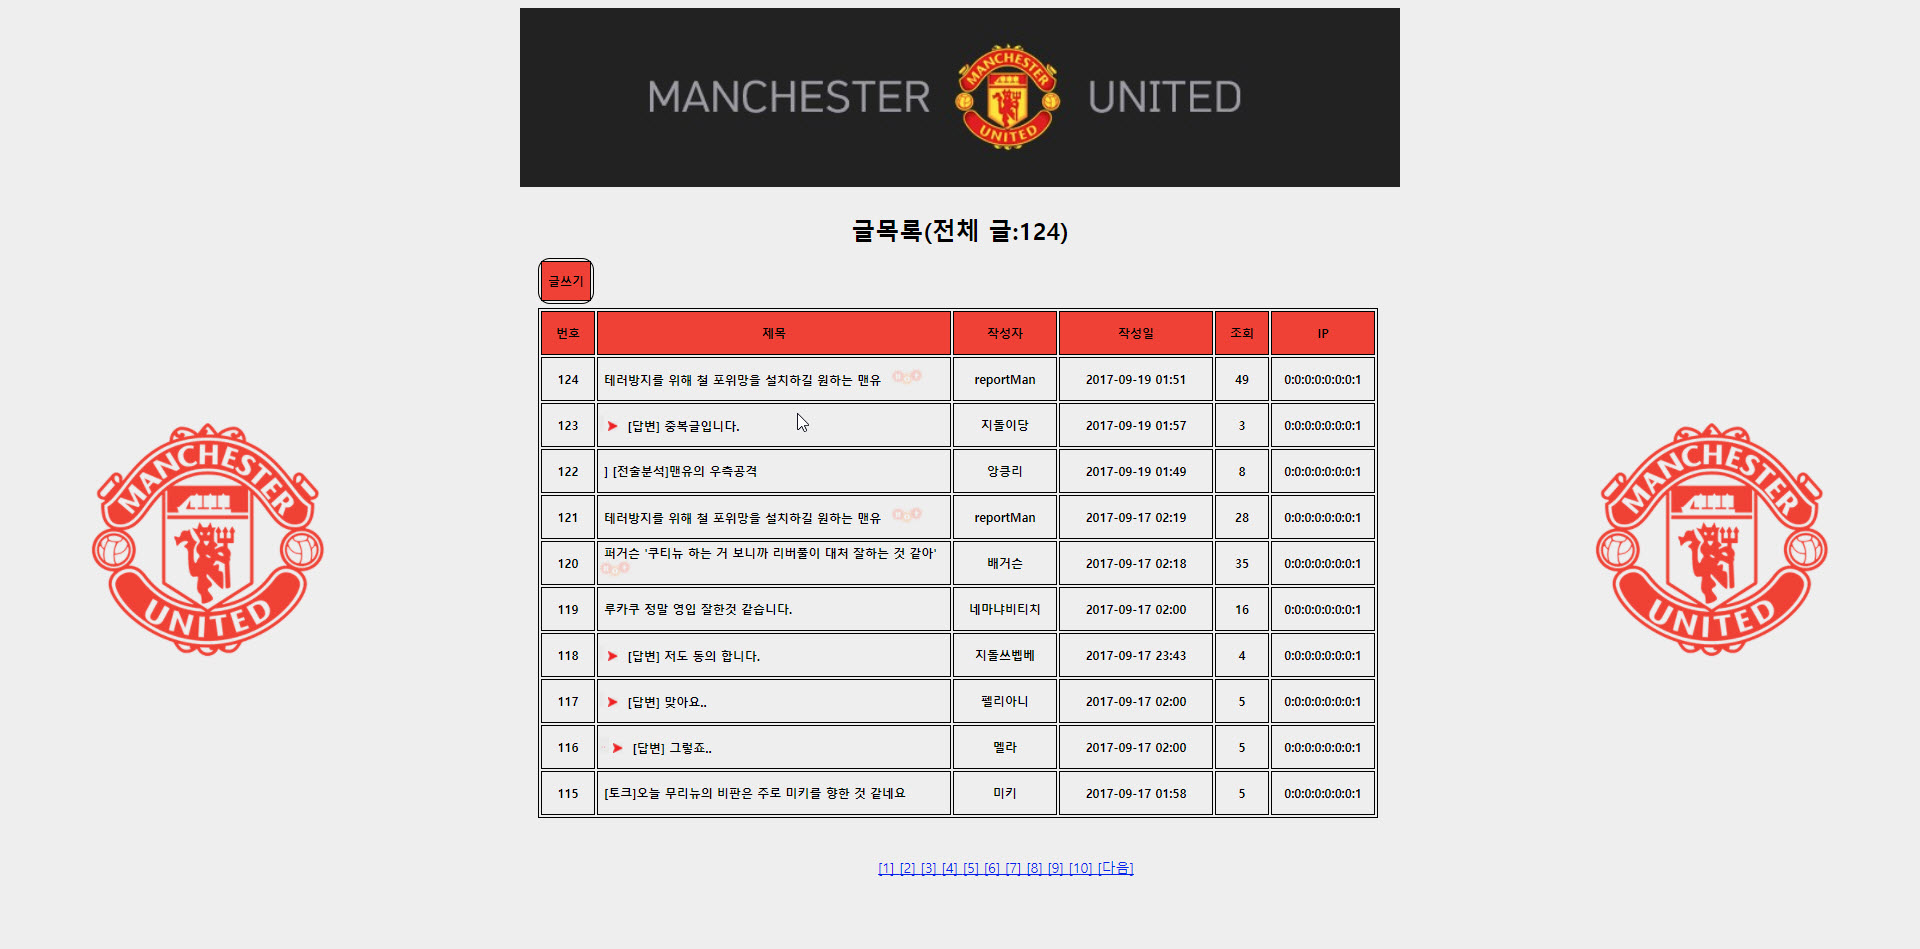 MANCHESTER MANCHESTER UNITED UNITED
글목록(전체 글:124)
글쓰기
번호 제목 작성자 작성일 조회 IP
124 테러방지를 위해 철 포위망을 설치하길 원하는 맨유 HOT reportMan 2017-09-19 01:51 49 0:0:0:0:0:0:0:1
123 [답변] 중복글입니다. 지돌이당 2017-09-19 01:57 3 0:0:0:0:0:0:0:1
122 ] [전술분석]맨유의 우측공격 앙킁리 2017-09-19 01:49 8 0:0:0:0:0:0:0:1
121 테러방지를 위해 철 포위망을 설치하길 원하는 맨유 HOT reportMan 2017-09-17 02:19 28 0:0:0:0:0:0:0:1
120 퍼거슨 '쿠티뉴 하는 거 보니까 리버풀이 대처 잘하는 것 같아' HOT 배거슨 2017-09-17 02:18 35 0:0:0:0:0:0:0:1
119 루카쿠 정말 영입 잘한것 같습니다. 네마냐비티치 2017-09-17 02:00 16 0:0:0:0:0:0:0:1
118 [답변] 저도 동의 합니다. 지돌쓰벱베 2017-09-17 23:43 4 0:0:0:0:0:0:0:1
117 [답변] 맞아요.. 펠리아니 2017-09-17 02:00 5 0:0:0:0:0:0:0:1
116 [답변] 그렇죠.. 멜라 2017-09-17 02:00 5 0:0:0:0:0:0:0:1
115 [토크]오늘 무리뉴의 비판은 주로 미키를 향한 것 같네요 미키 2017-09-17 01:58 5 0:0:0:0:0:0:0:1
[1] [2] [3] [4] [5] [6] [7] [8] [9] [10] [다음]
MANCHESTER
UNITED
MANCHESTER
UNITED